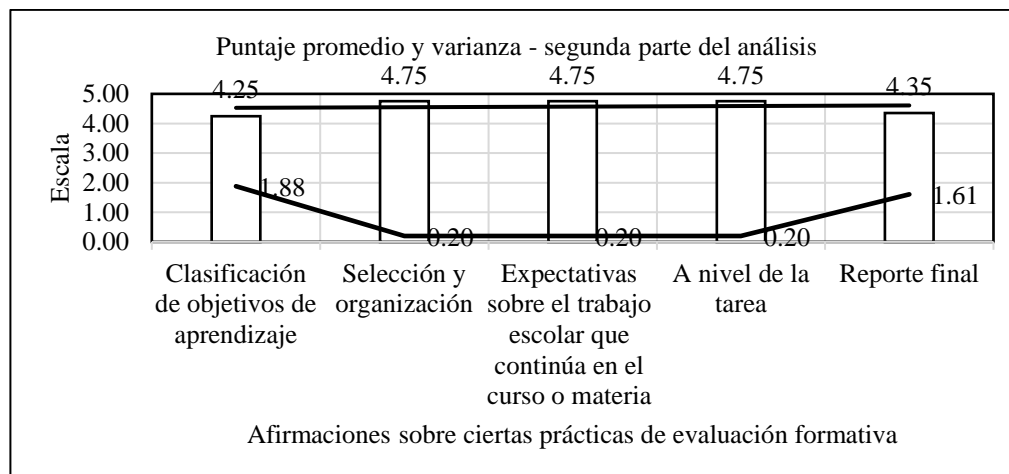 Puntaje promedio y varianza - segunda parte del análisis
4.25
4.75
4.75
4.75
4.35
5.00
4.00
3.00
2.00
1.00
0.00
Escala
1.88
0.20
0.20
0.20
1.61
Clasificación
de objetivos de
aprendizaje
Selección y
organización
Expectativas
sobre el trabajo
escolar que
continúa en el
curso o materia
A nivel de la
tarea
Reporte final
Afirmaciones sobre ciertas prácticas de evaluación formativa